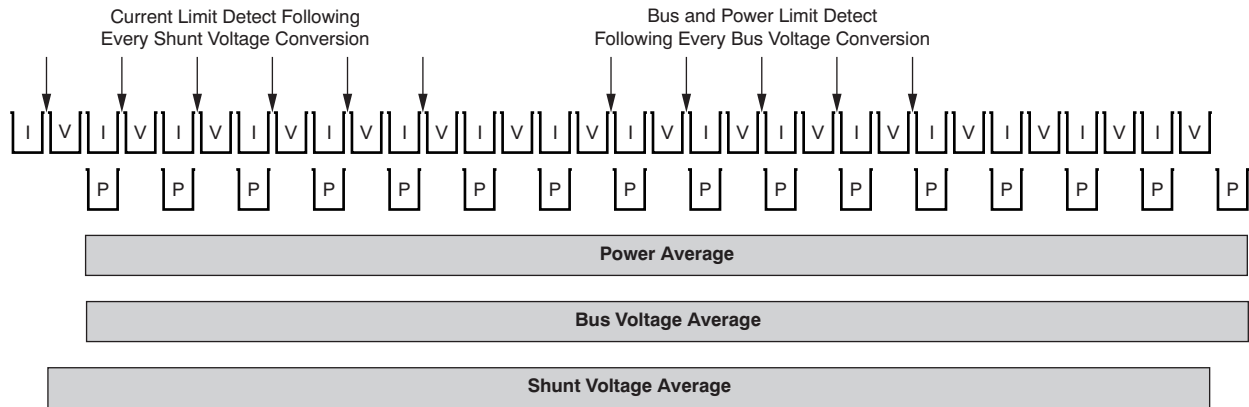 Current Limit Detect Following
Every Shunt Voltage Conversion
Bus and Power Limit Detect
Following Every Bus Voltage Conversion
I V I V I V I V I V I V I V I V I V I V I V I V I V I V I V I V
P P P P P P P P P P P P P P P P
Power Average
Bus Voltage Average
Shunt Voltage Average